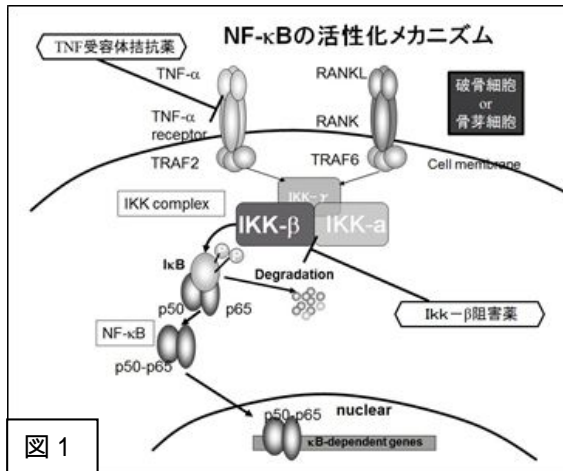 NF-κBの活性化メカニズム
TNF受容体拮抗薬
TNF-α
RANKL
破骨細胞
or
骨芽細胞
TNF-α
receptor
RANK
TRAF2
TRAF6
Cell membrane
IKK-γ
IKK complex
IKK-β
IKK-a
IκB
Degradation
p50
p65
Ikk－β阻害薬
NF-κB
p50-p65
nuclear
p50-p65
κB-dependent genes
図 1